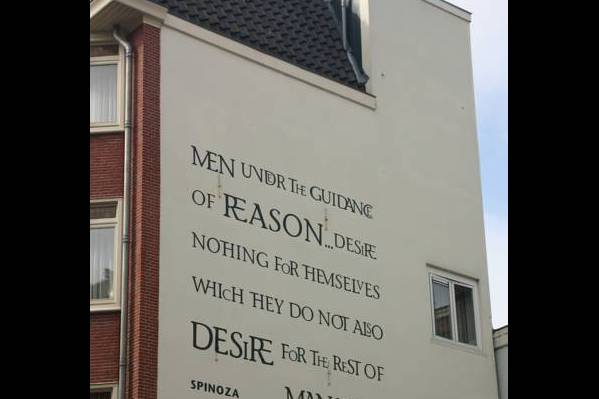 MEN UNDER THE GUIDANCE
OF REASON...DESIRE
NOTHING FOR THEMSELVES
WHICH THEY DO NOT ALSO
DESIRE FOR THE REST OF
SPINOZA